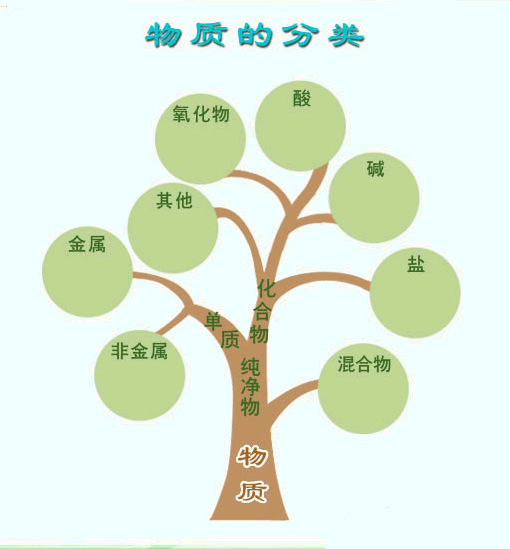 物质的分类
酸
氧化物
碱
其他
金属
盐
化合物
单质
非金属
混合物
纯净物
物质